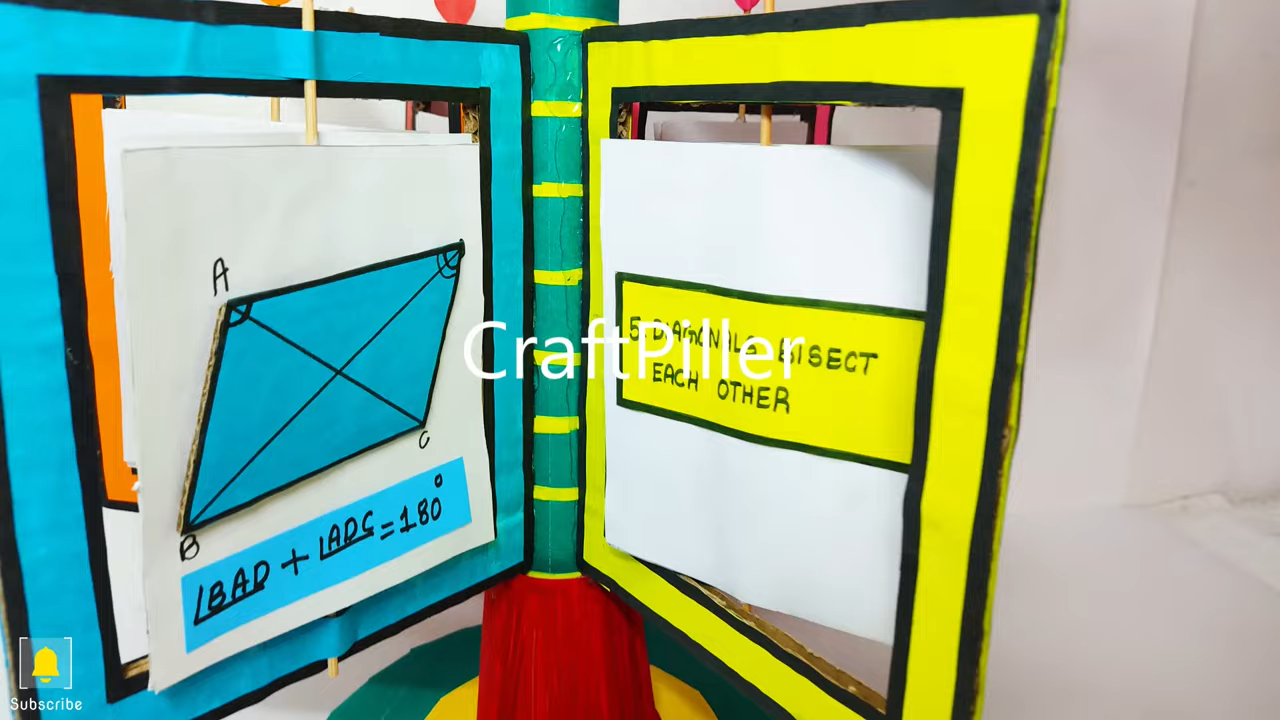 A
B
C
∠BAD + ∠ADC = 180°
5. DIAGONALS BISECT
EACH OTHER
CraftPiller
Subscribe